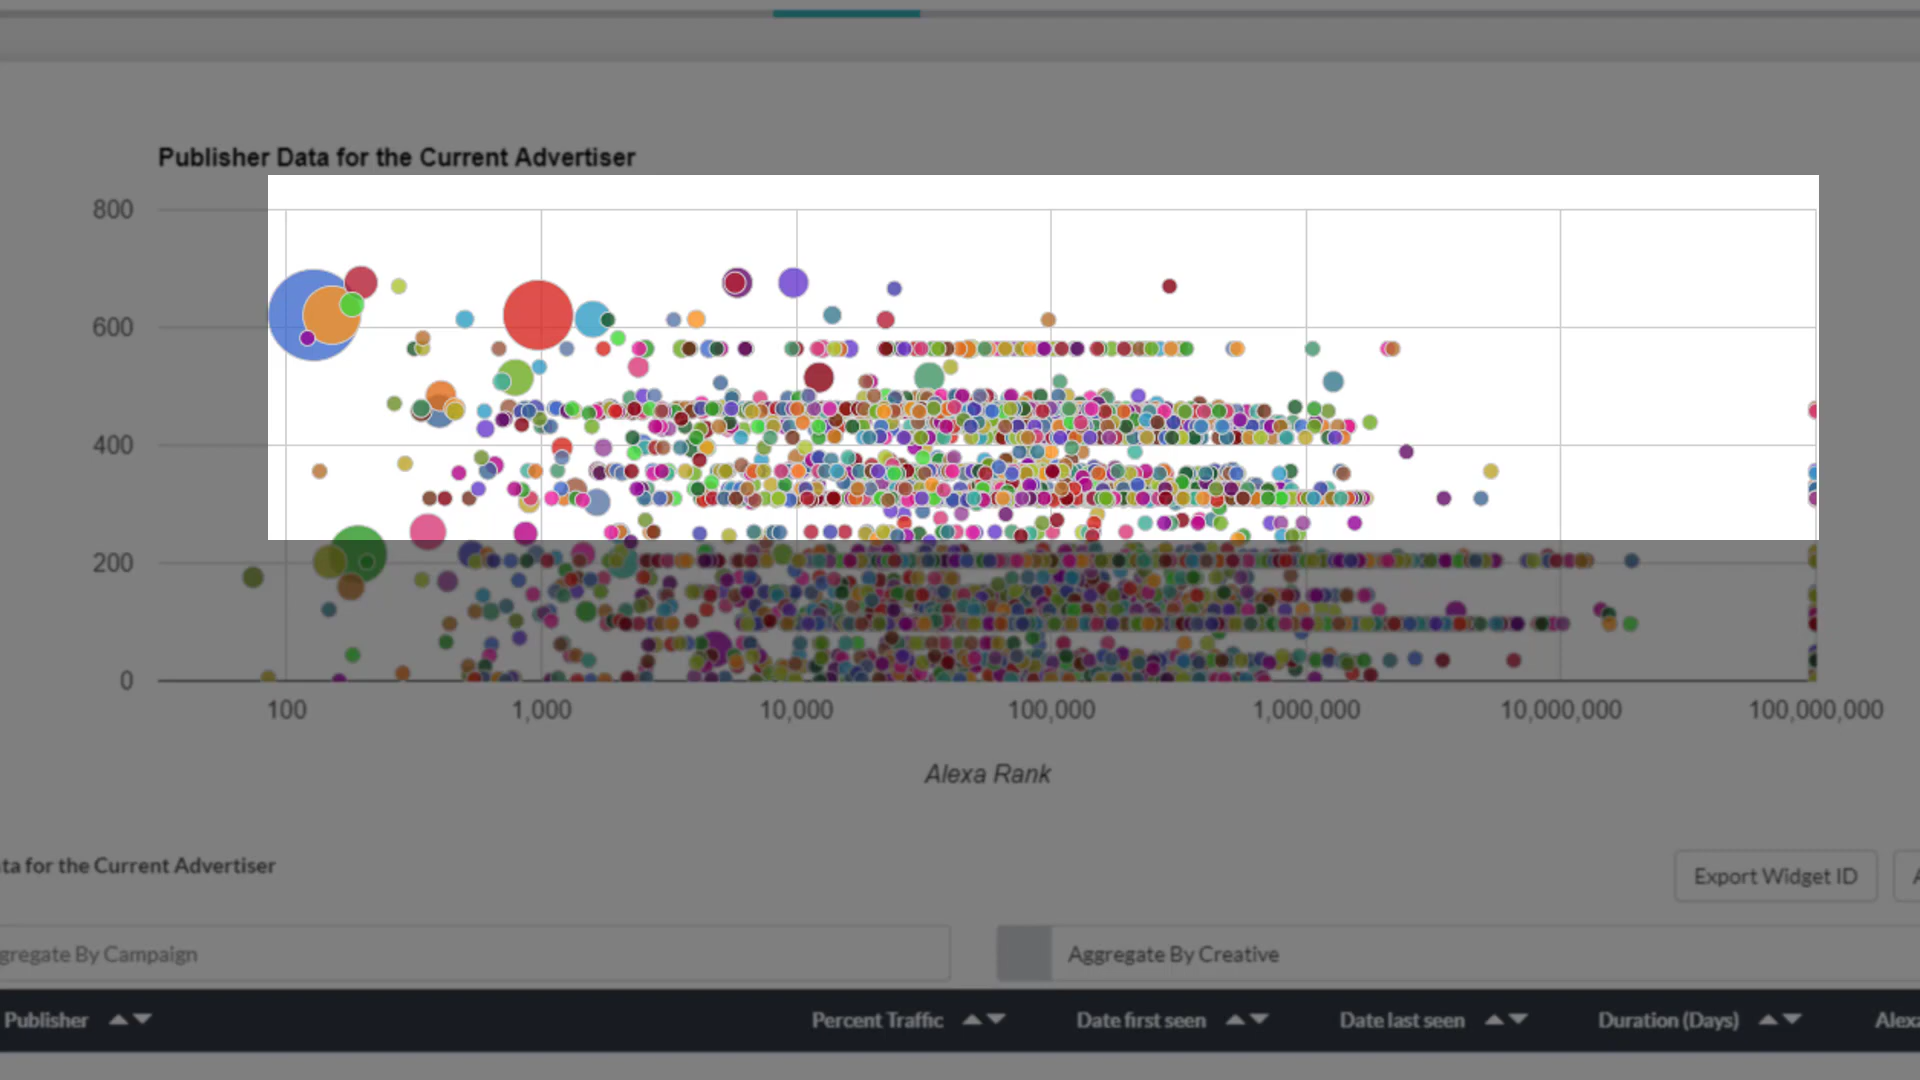 Publisher Data for the Current Advertiser
800
600
400
200
0
100 1,000 10,000 100,000 1,000,000 10,000,000 100,000,000
Alexa Rank
ta for the Current Advertiser
Export Widget ID
gregate By Campaign
Aggregate By Creative
Publisher Percent Traffic Date first seen Date last seen Duration (Days) Alexa